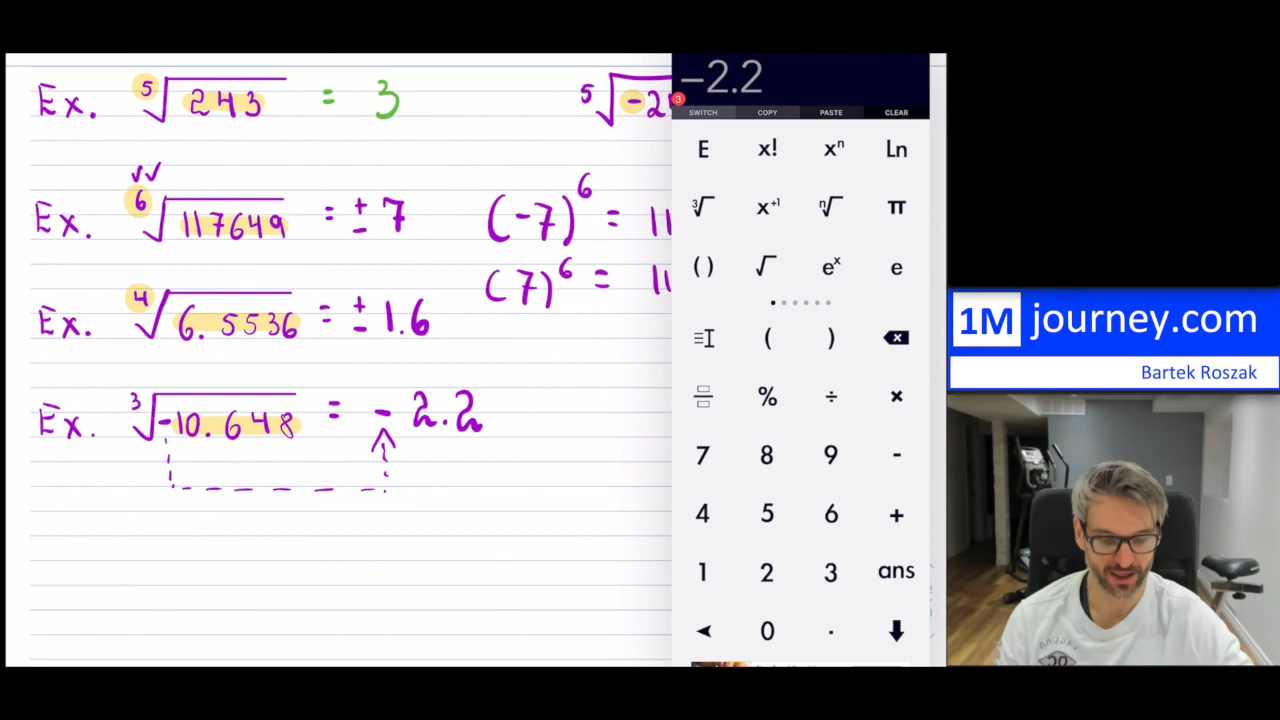 Ex. ⁵√243 = 3 ⁵√-2
Ex. ⁶√117649 = ± 7 (-7)⁶ = 11
(7)⁶ = 11
Ex. ⁴√6.5536 = ± 1.6
Ex. ³√-10.648 = - 2.2
-2.2
3
SWITCH COPY PASTE CLEAR
E x! xⁿ Ln
³√ x⁺¹ ⁿ√ π
( ) √ eˣ e
( )
% ÷ ×
7 8 9 -
4 5 6 +
1 2 3 ans
0 .
1M journey.com
Bartek Roszak